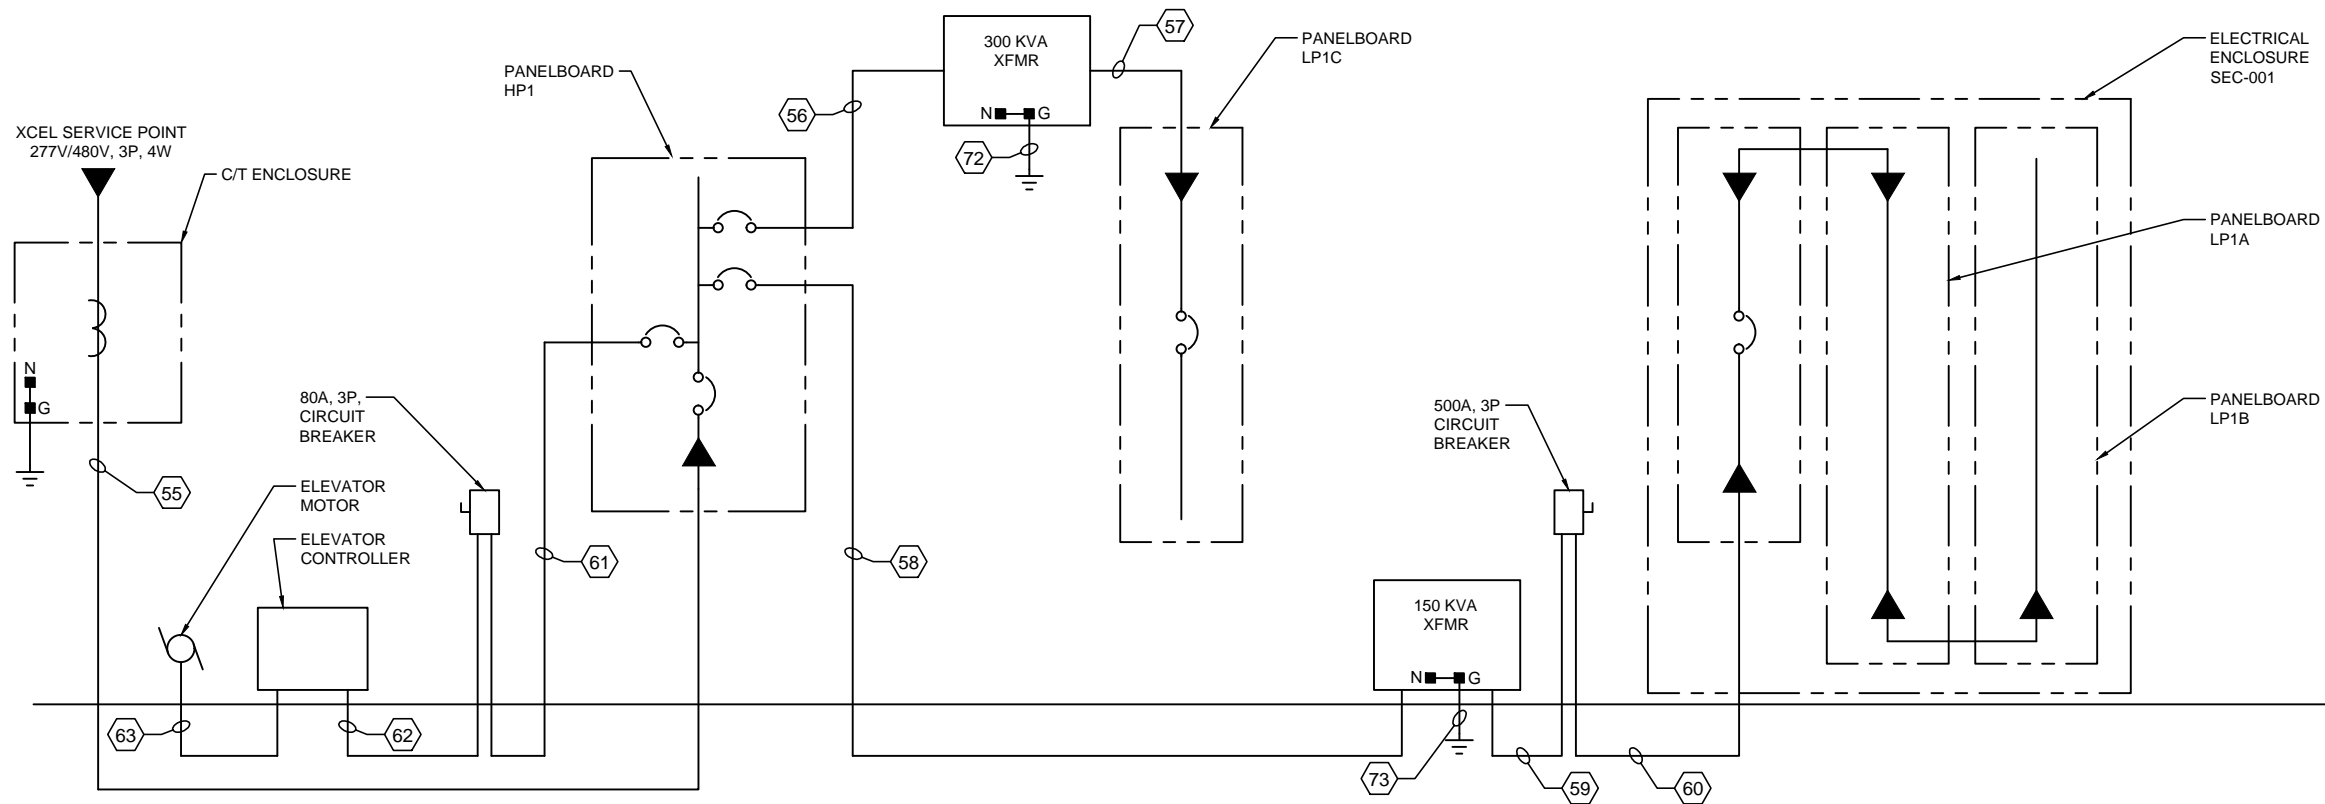 XCEL SERVICE POINT
277V/480V, 3P, 4W
C/T ENCLOSURE
N
G
55
PANELBOARD
HP1
56
300 KVA
XFMR
N
G
72
57
PANELBOARD
LP1C
ELECTRICAL
ENCLOSURE
SEC-001
PANELBOARD
LP1A
PANELBOARD
LP1B
80A, 3P,
CIRCUIT
BREAKER
ELEVATOR
MOTOR
ELEVATOR
CONTROLLER
61
58
500A, 3P
CIRCUIT
BREAKER
150 KVA
XFMR
N
G
63
62
73
59
60